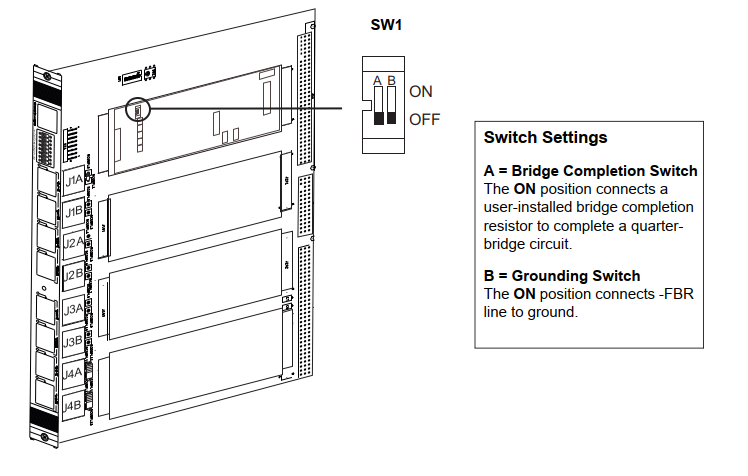 SW1
A B
ON
OFF
Switch Settings
A = Bridge Completion Switch
The ON position connects a
user-installed bridge completion
resistor to complete a quarter-
bridge circuit.
B = Grounding Switch
The ON position connects -FBR
line to ground.
J1A
J1B
J2A
J2B
J3A
J3B
J4A
J4B